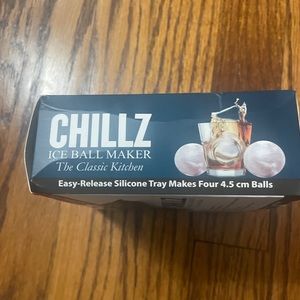 CHILLZ
ICE BALL MAKER
The Classic Kitchen
Easy-Release Silicone Tray Makes Four 4.5 cm Balls